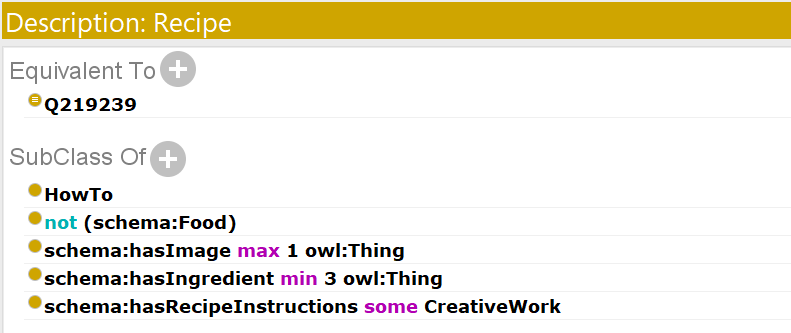 Description: Recipe
Equivalent To
Q219239
SubClass Of
HowTo
not (schema:Food)
schema:hasImage max 1 owl:Thing
schema:hasIngredient min 3 owl:Thing
schema:hasRecipeInstructions some CreativeWork